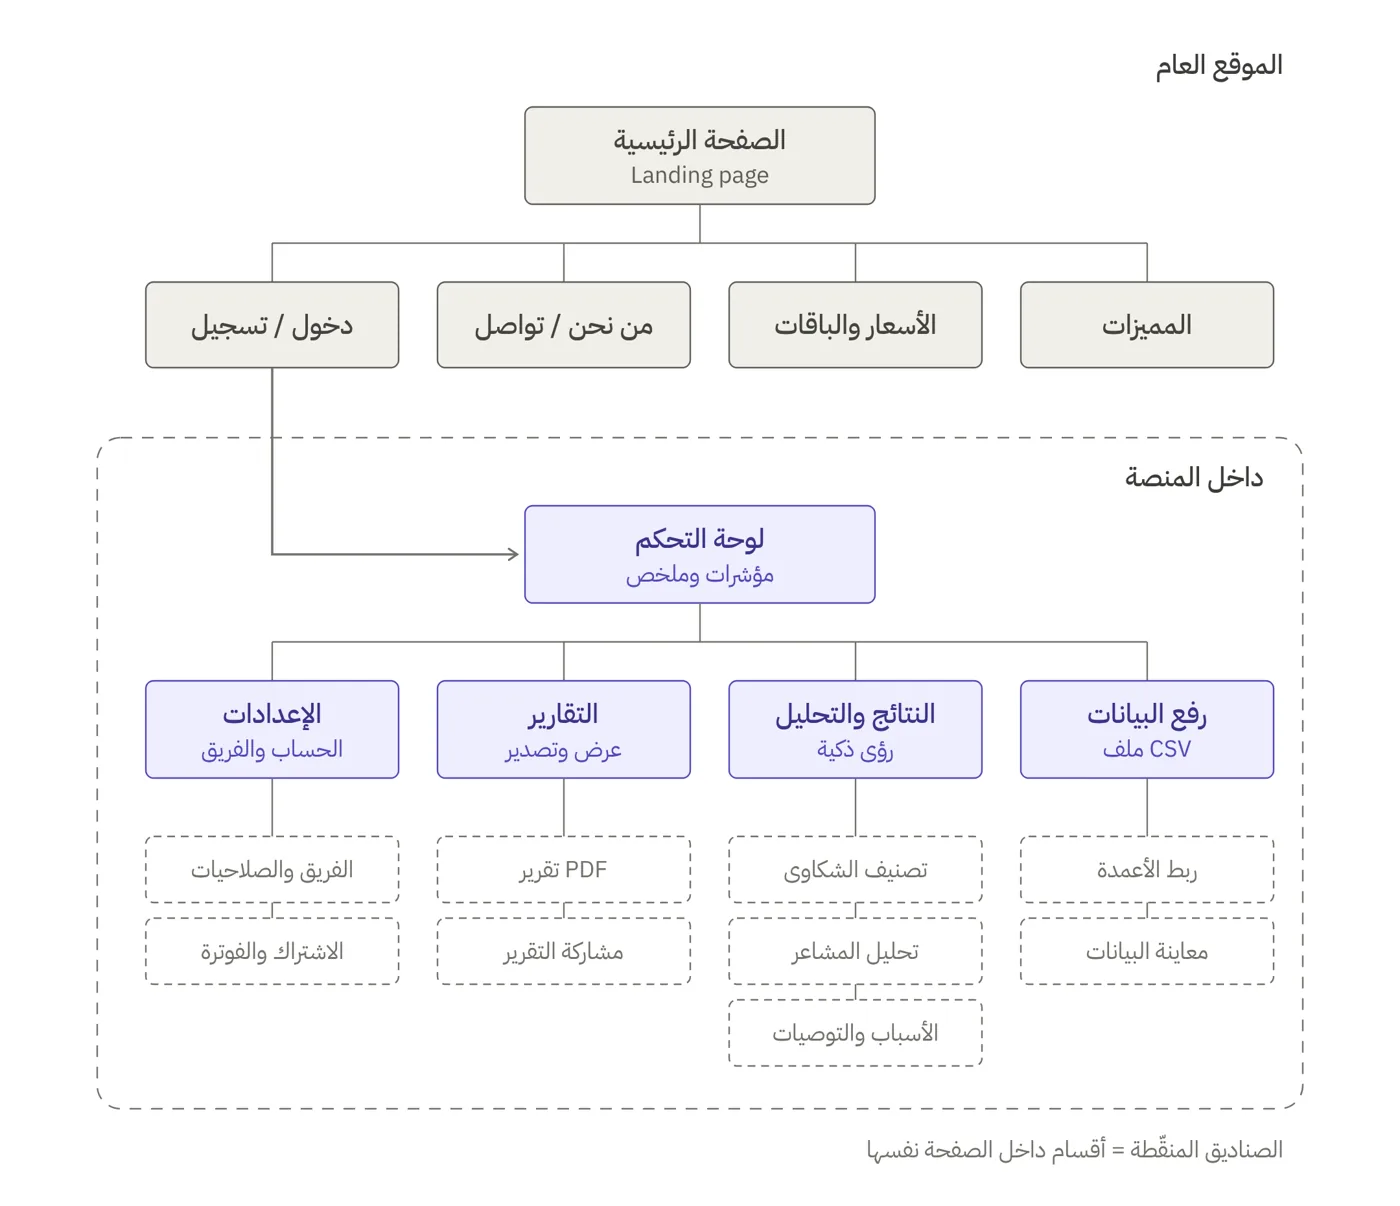 الموقع العام
الصفحة الرئيسية
Landing page
المميزات
الأسعار والباقات
من نحن / تواصل
دخول / تسجيل
داخل المنصة
لوحة التحكم
مؤشرات وملخص
رفع البيانات
ملف CSV
النتائج والتحليل
رؤى ذكية
التقارير
عرض وتصدير
الإعدادات
الحساب والفريق
ربط الأعمدة
تصنيف الشكاوى
تقرير PDF
الفريق والصلاحيات
معاينة البيانات
تحليل المشاعر
مشاركة التقرير
الاشتراك والفوترة
الأسباب والتوصيات
الصناديق المنقّطة = أقسام داخل الصفحة نفسها